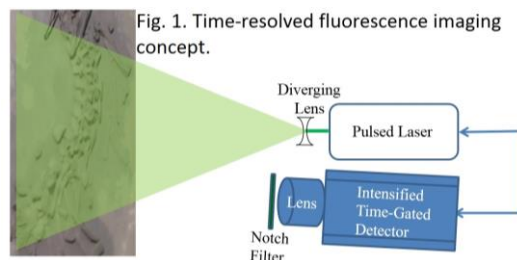 Fig. 1. Time-resolved fluorescence imaging
concept.
Diverging
Lens
Pulsed Laser
Lens
Intensified
Time-Gated
Detector
Notch
Filter